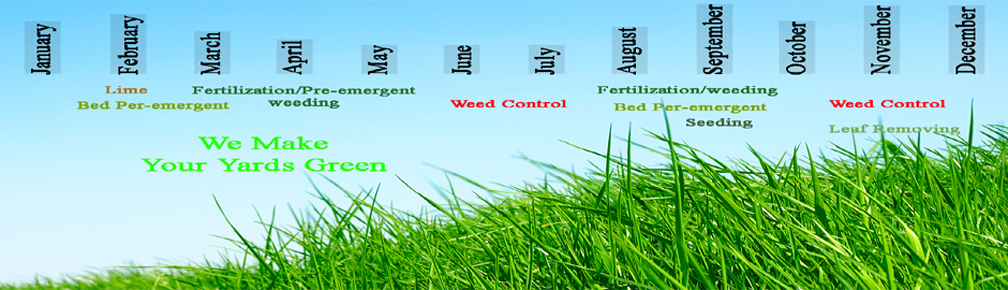 January
February
March
April
May
June
July
August
September
October
November
December
Lime
Bed Per-emergent
Fertilization/Pre-emergent
weeding
Weed Control
Fertilization/weeding
Bed Per-emergent
Seeding
Weed Control
Leaf Removing
We Make
Your Yards Green